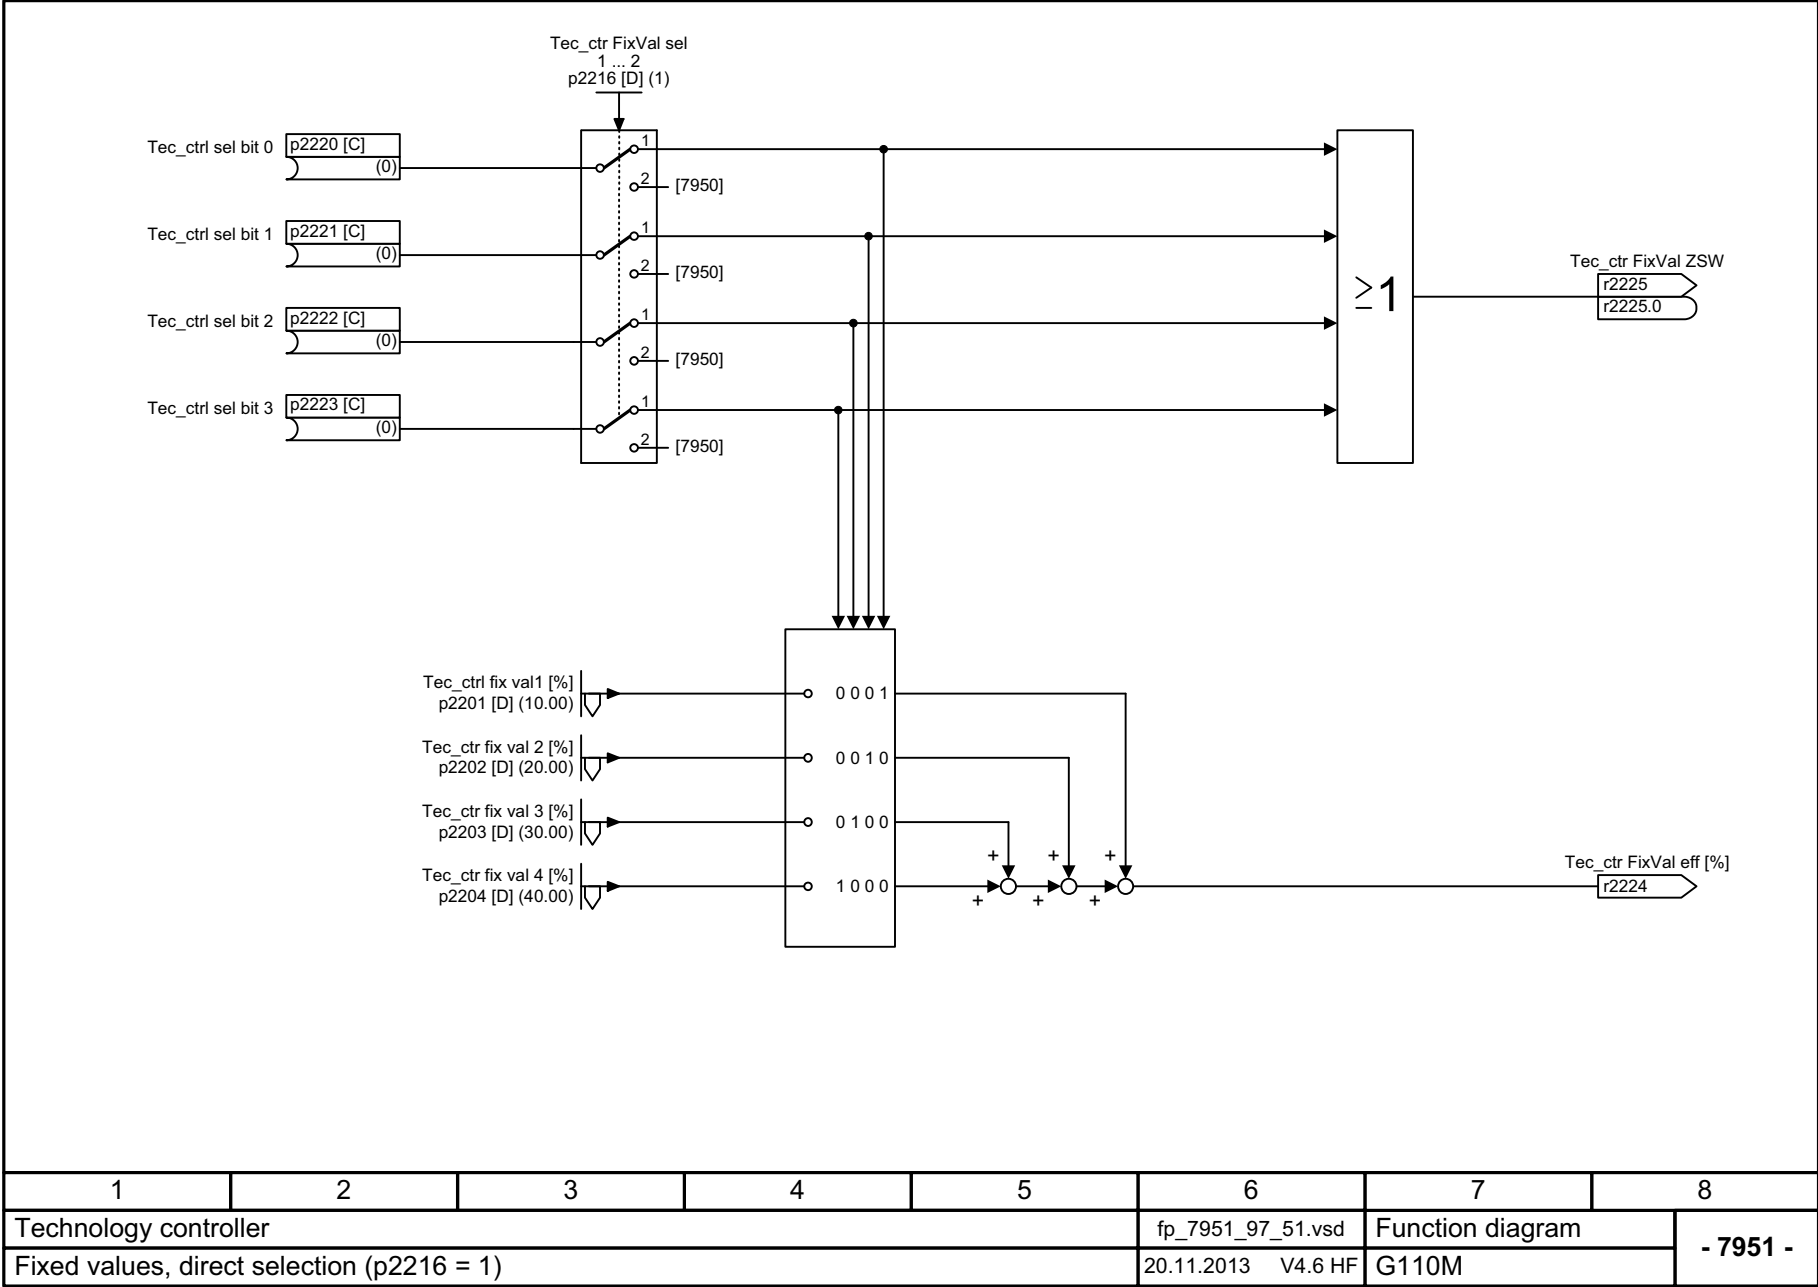 Tec_ctr FixVal sel
1 ... 2
p2216 [D] (1)
Tec_ctrl sel bit 0
p2220 [C]
(0)
1
2
[7950]
Tec_ctrl sel bit 1
p2221 [C]
(0)
1
2
[7950]
Tec_ctrl sel bit 2
p2222 [C]
(0)
1
2
[7950]
Tec_ctrl sel bit 3
p2223 [C]
(0)
1
2
[7950]
≥1
Tec_ctr FixVal ZSW
r2225
r2225.0
Tec_ctrl fix val1 [%]
p2201 [D] (10.00)
0 0 0 1
Tec_ctr fix val 2 [%]
p2202 [D] (20.00)
0 0 1 0
Tec_ctr fix val 3 [%]
p2203 [D] (30.00)
0 1 0 0
Tec_ctr fix val 4 [%]
p2204 [D] (40.00)
1 0 0 0
+ + +
+ + +
Tec_ctr FixVal eff [%]
r2224
1 2 3 4 5 6 7 8
Technology controller
fp_7951_97_51.vsd
Function diagram
- 7951 -
Fixed values, direct selection (p2216 = 1)
20.11.2013 V4.6 HF
G110M